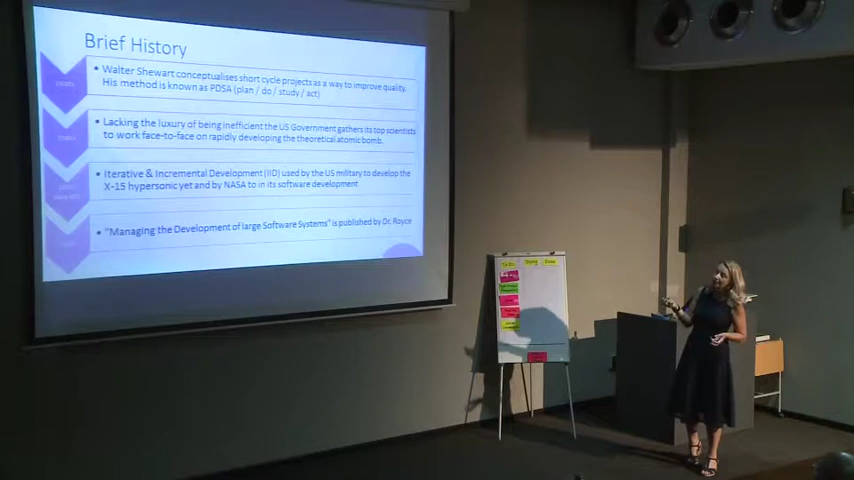 Brief History
• Walter Shewart conceptualises short cycle projects as a way to improve quality.
His method is known as PDSA (plan / do / study / act)
• Lacking the luxury of being inefficient the US Government gathers its top scientists
to work face-to-face on rapidly developing the theoretical atomic bomb.
• Iterative & Incremental Development (IID) used by the US military to develop the
X-15 hypersonic yet and by NASA to in its software development.
• "Managing the Development of large Software Systems" is published by Dr. Royce
To Do Doing Done